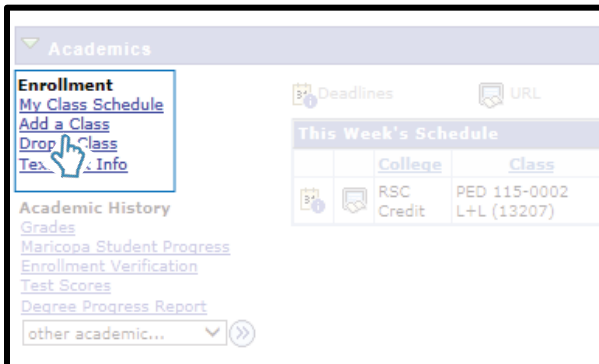 Academics
Enrollment
My Class Schedule
Add a Class
Drop Class
Info
Deadlines
URL
This Week's Schedule
College Class
RSC Credit PED 115-0002 L+L (13207)
Academic History
Grades
Maricopa Student Progress
Enrollment Verification
Test Scores
Degree Progress Report
other academic...